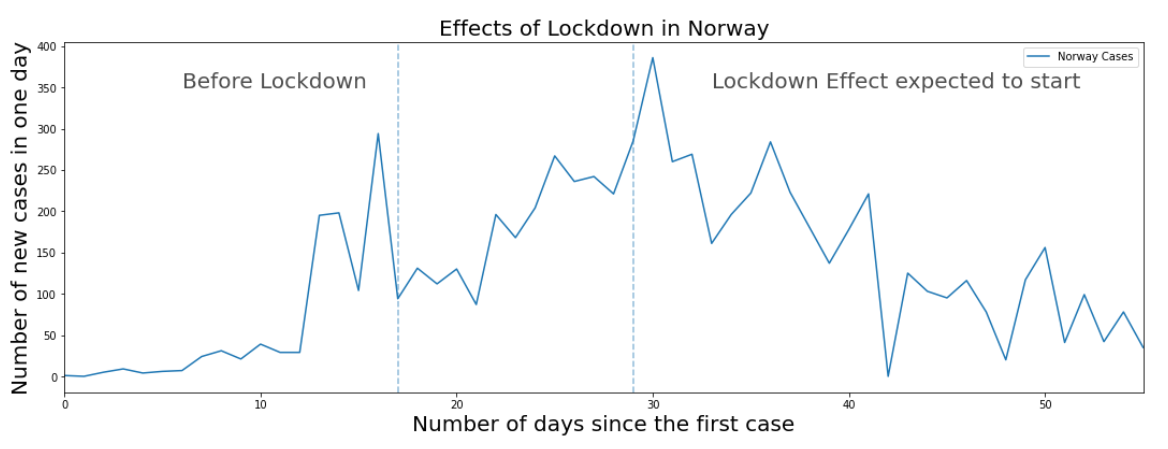 Effects of Lockdown in Norway
Number of new cases in one day
400
350
300
250
200
150
100
50
0
Before Lockdown
Lockdown Effect expected to start
Norway Cases
0 10 20 30 40 50
Number of days since the first case